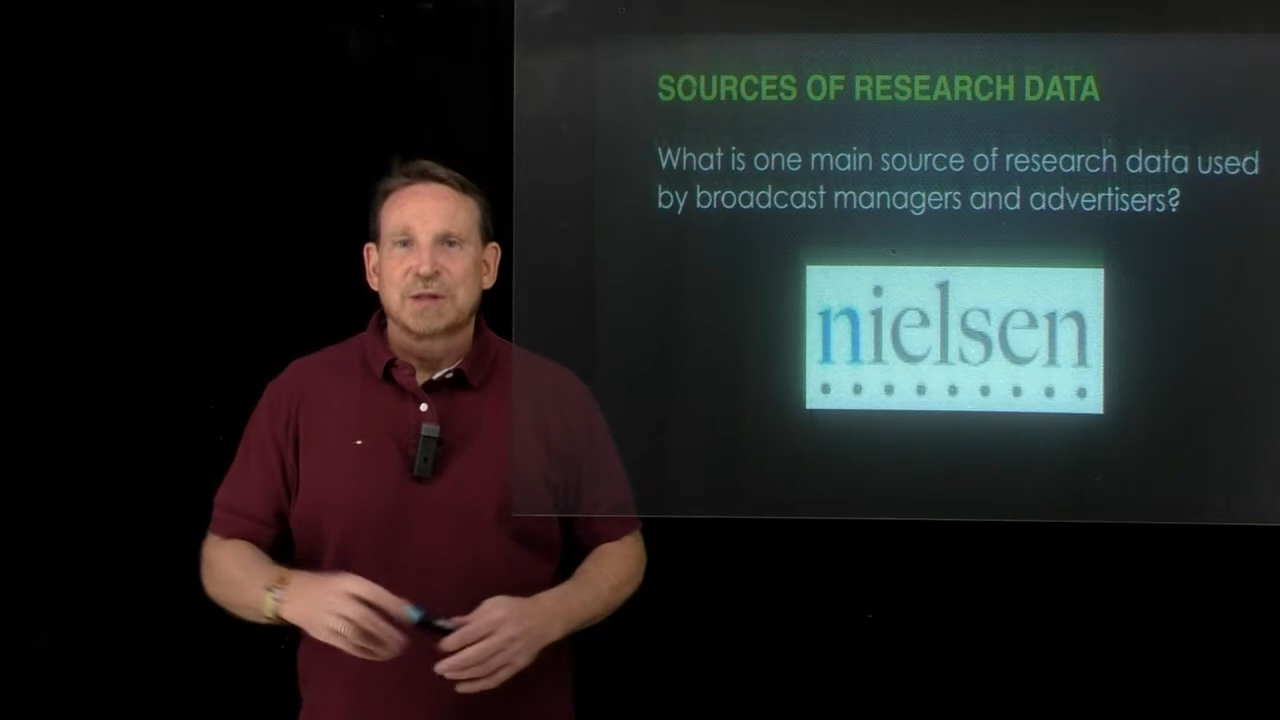 SOURCES OF RESEARCH DATA
What is one main source of research data used
by broadcast managers and advertisers?
nielsen